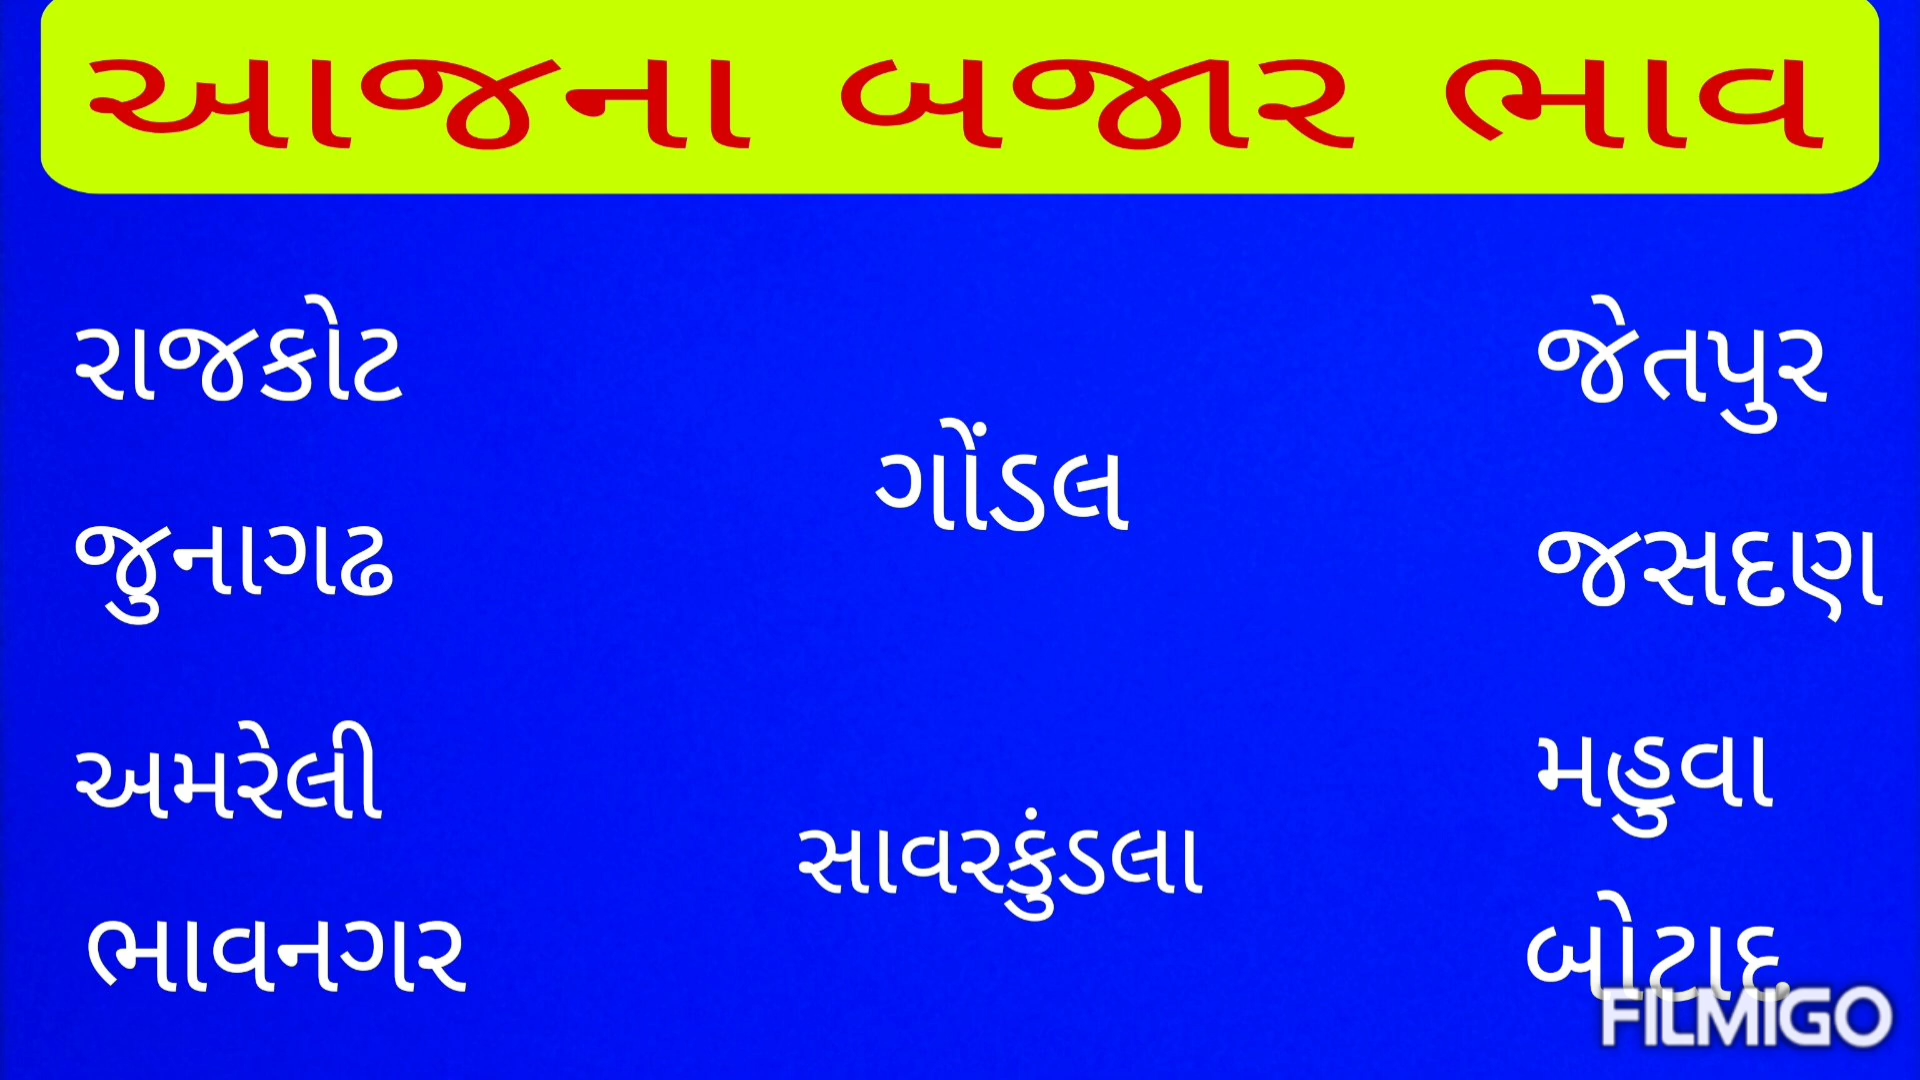 આજના બજાર ભાવ
રાજકોટ
જેતપુર
ગોંડલ
જુનાગઢ
જસદણ
અમરેલી
મહુવા
સાવરકુંડલા
ભાવનગર
બોટાદ
FILMIGO